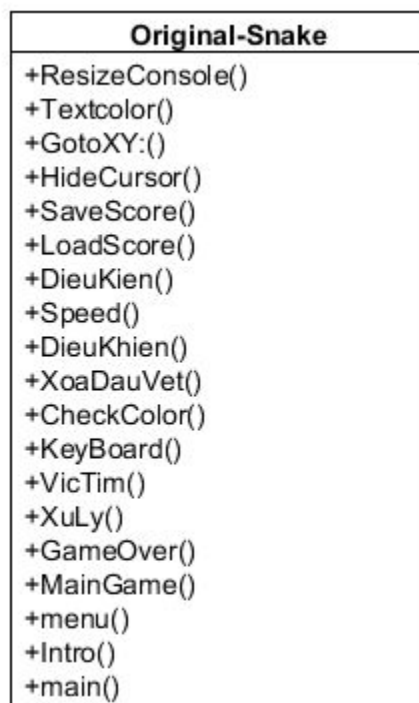 Original-Snake
+ResizeConsole()
+Textcolor()
+GotoXY:()
+HideCursor()
+SaveScore()
+LoadScore()
+DieuKien()
+Speed()
+DieuKhien()
+XoaDauVet()
+CheckColor()
+KeyBoard()
+VicTim()
+XuLy()
+GameOver()
+MainGame()
+menu()
+Intro()
+main()